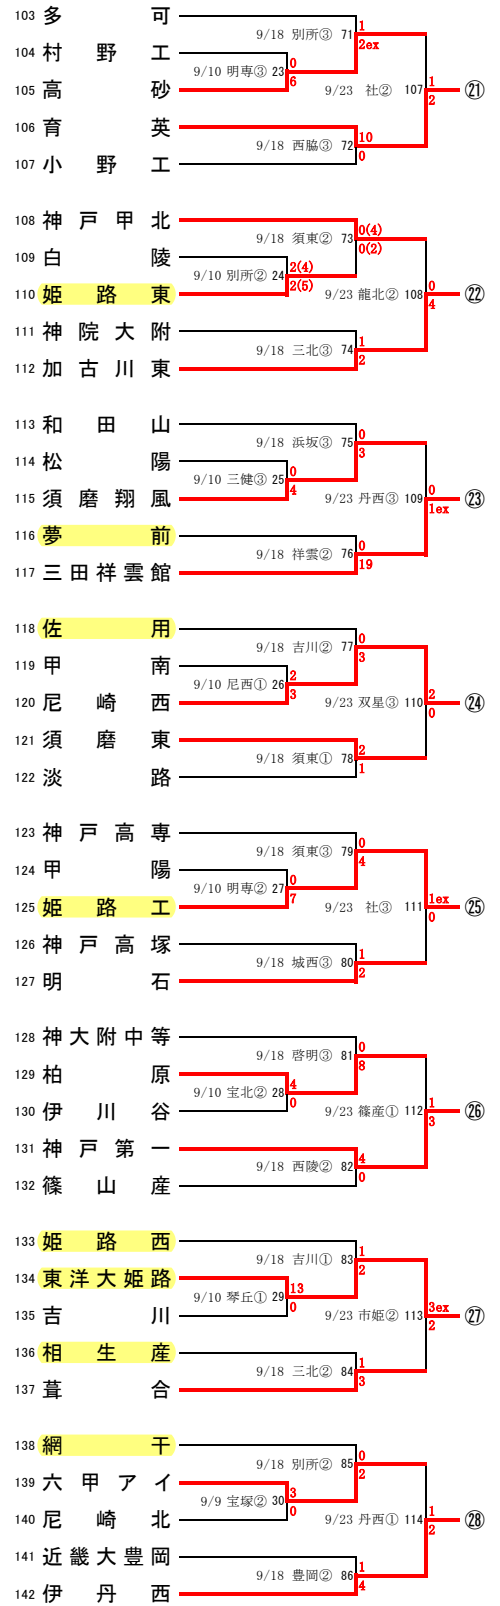 103 多可
9/18 別所③ 71
1
2ex
104 村野工
9/10 明専③ 23
0
6
105 高砂
9/23 社② 107
1
2
㉑
106 育英
9/18 西脇③ 72
10
0
107 小野工
108 神戸甲北
9/18 須東② 73
0(4)
0(2)
109 白陵
9/10 別所② 24
2(4)
2(5)
110 姫路東
9/23 龍北② 108
0
4
㉒
111 神院大附
9/18 三北③ 74
1
2
112 加古川東
113 和田山
9/18 浜坂③ 75
0
3
114 松陽
9/10 三健③ 25
0
4
115 須磨翔風
9/23 丹西③ 109
0
1ex
㉓
116 夢前
9/18 祥雲② 76
0
19
117 三田祥雲館
118 佐用
9/18 吉川② 77
0
3
119 甲南
9/10 尼西① 26
2
3
120 尼崎西
9/23 双星③ 110
2
0
㉔
121 須磨東
9/18 須東① 78
2
1
122 淡路
123 神戸高専
9/18 須東③ 79
0
4
124 甲陽
9/10 明専② 27
0
7
125 姫路工
9/23 社③ 111
1ex
0
㉕
126 神戸高塚
9/18 城西③ 80
1
2
127 明石
128 神大附中等
9/18 啓明③ 81
0
8
129 柏原
9/10 宝北② 28
4
0
130 伊川谷
9/23 篠産① 112
1
3
㉖
131 神戸第一
9/18 西陵② 82
4
0
132 篠山産
133 姫路西
9/18 吉川① 83
1
2
134 東洋大姫路
9/10 琴丘① 29
13
0
135 吉川
9/23 市姫② 113
3ex
2
㉗
136 相生産
9/18 三北② 84
1
3
137 葺合
138 網干
9/18 別所② 85
0
2
139 六甲アイ
9/9 宝塚② 30
3
0
140 尼崎北
9/23 丹西① 114
1
2
㉘
141 近畿大豊岡
9/18 豊岡② 86
1
4
142 伊丹西